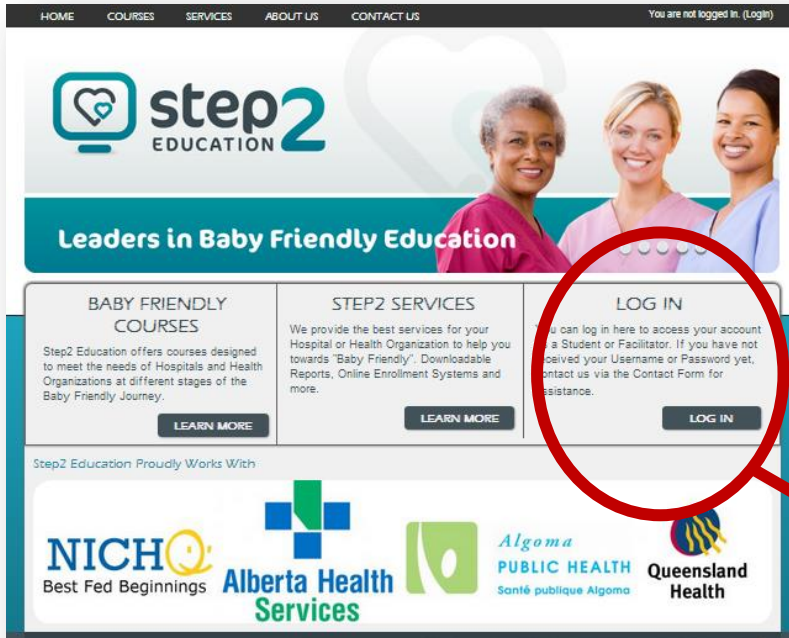 HOME COURSES SERVICES ABOUT US CONTACT US You are not logged in. (Login)
step2
EDUCATION
Leaders in Baby Friendly Education
BABY FRIENDLY
COURSES
Step2 Education offers courses designed
to meet the needs of Hospitals and Health
Organizations at different stages of the
Baby Friendly Journey.
LEARN MORE
STEP2 SERVICES
We provide the best services for your
Hospital or Health Organization to help you
towards "Baby Friendly". Downloadable
Reports, Online Enrollment Systems and
more.
LEARN MORE
LOG IN
You can log in here to access your account
as a Student or Facilitator. If you have not
received your Username or Password yet,
contact us via the Contact Form for
assistance.
LOG IN
Step2 Education Proudly Works With
NICHQ
Best Fed Beginnings
Alberta Health
Services
Algoma
PUBLIC HEALTH
Santé publique Algoma
Queensland
Health